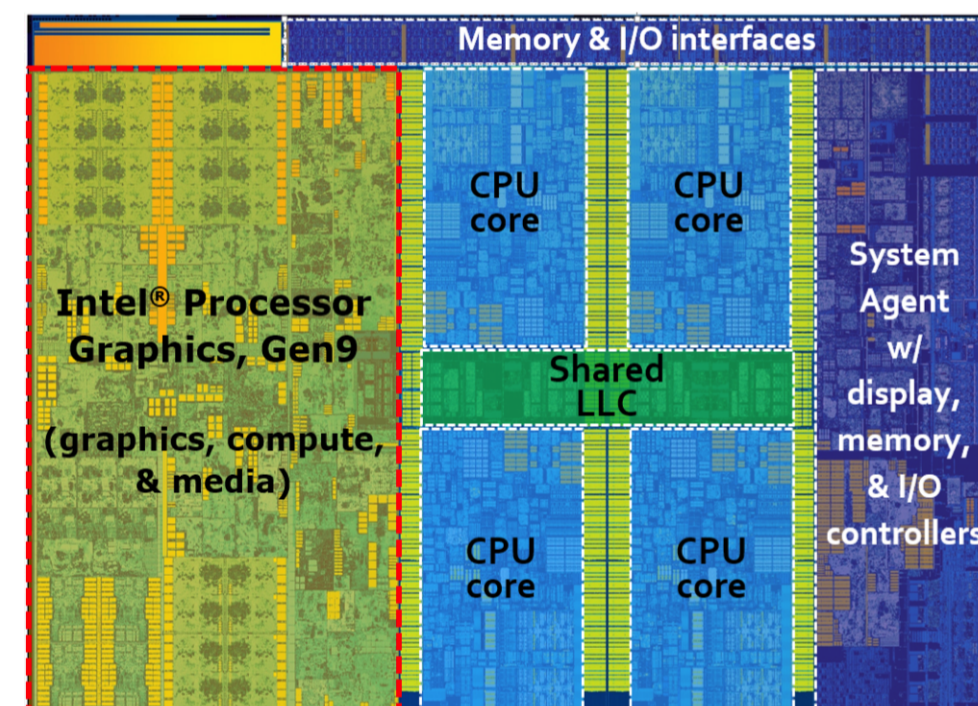 Memory & I/O interfaces
CPU
core
CPU
core
Intel® Processor
Graphics, Gen9
(graphics, compute,
& media)
Shared
LLC
System
Agent
w/
display,
memory,
& I/O
controllers
CPU
core
CPU
core